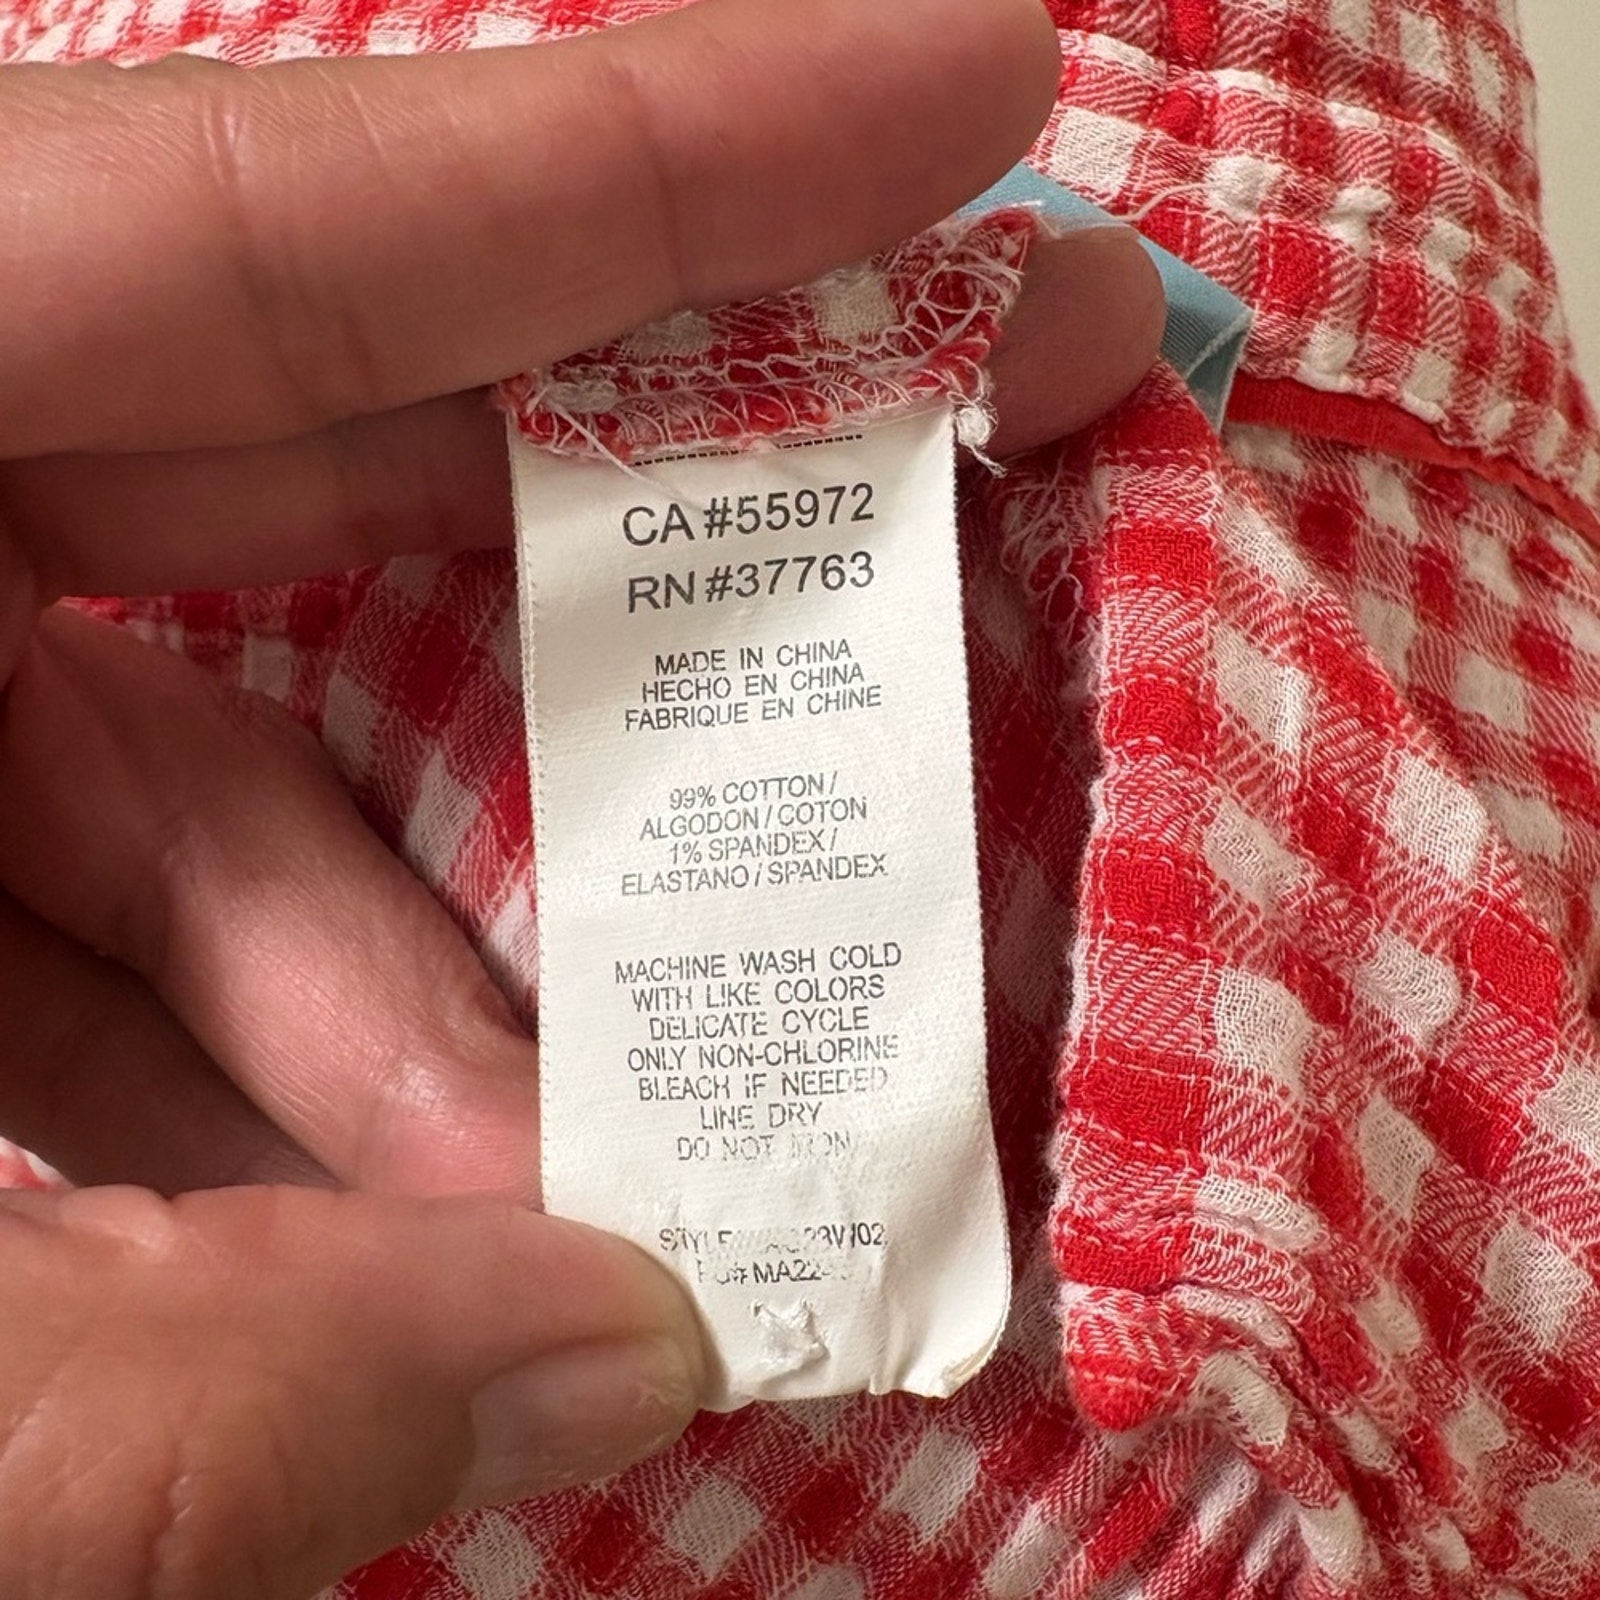 CA #55972
RN #37763
MADE IN CHINA
HECHO EN CHINA
FABRIQUE EN CHINE
99% COTTON /
ALGODON / COTON
1% SPANDEX /
ELASTANO / SPANDEX
MACHINE WASH COLD
WITH LIKE COLORS
DELICATE CYCLE
ONLY NON-CHLORINE
BLEACH IF NEEDED
LINE DRY
DO NOT IRON